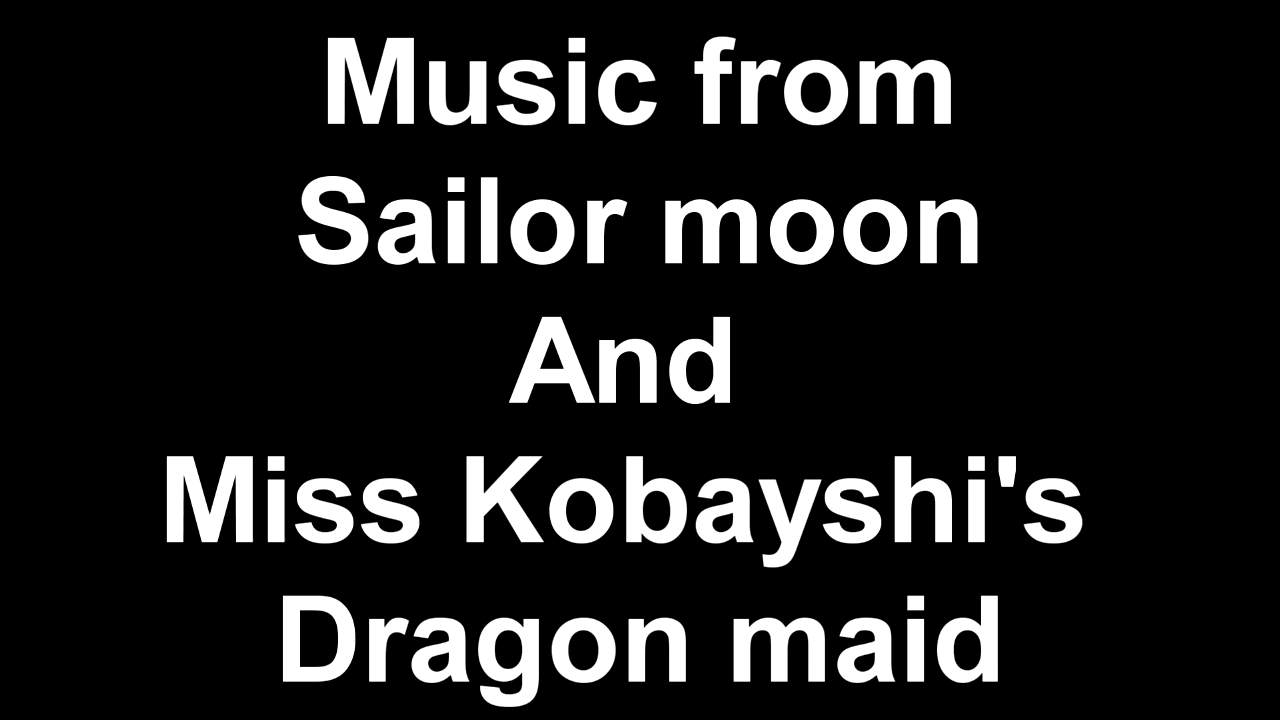 Music from
Sailor moon
And
Miss Kobayshi's
Dragon maid